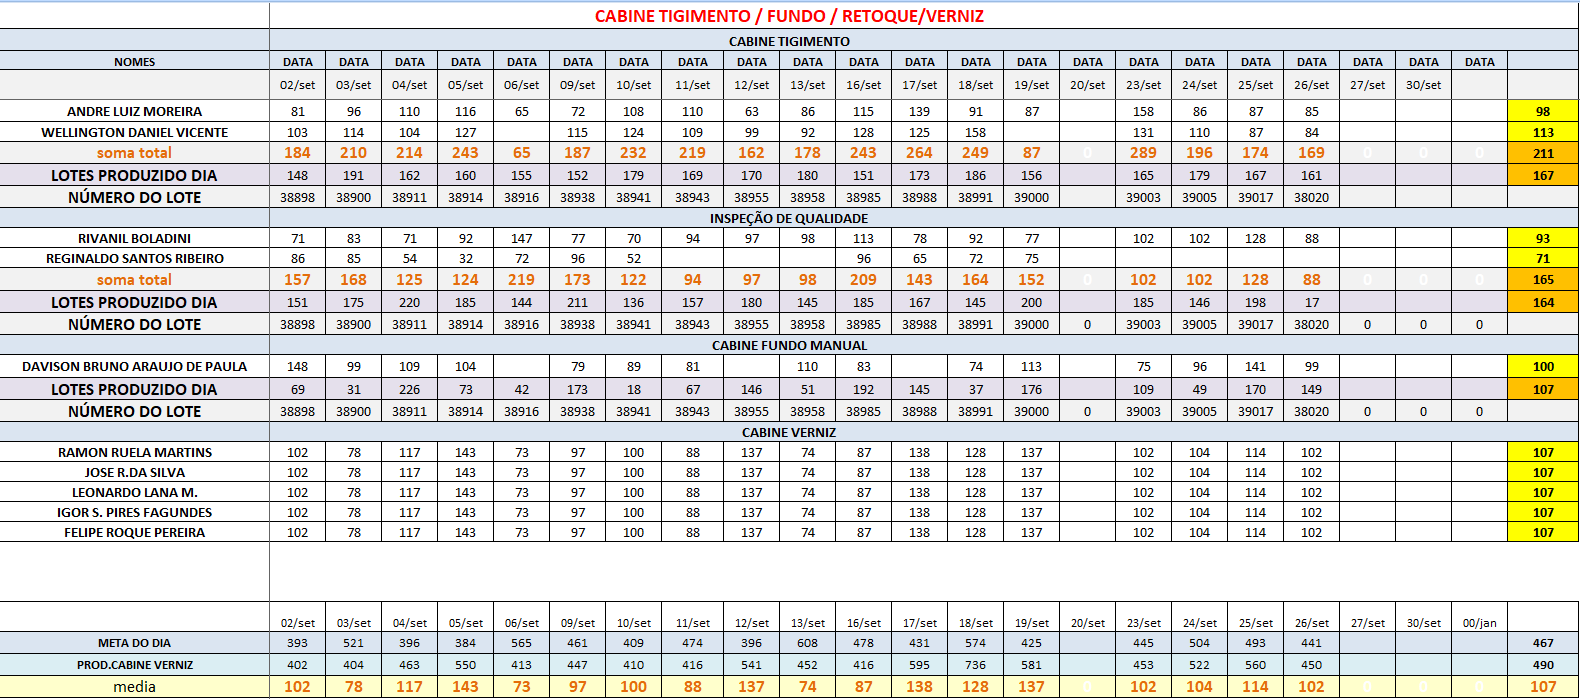 CABINE TIGIMENTO / FUNDO / RETOQUE/VERNIZ
CABINE TIGIMENTO
NOMES DATA DATA DATA DATA DATA DATA DATA DATA DATA DATA DATA DATA DATA DATA DATA DATA DATA DATA DATA DATA DATA DATA
02/set 03/set 04/set 05/set 06/set 09/set 10/set 11/set 12/set 13/set 16/set 17/set 18/set 19/set 20/set 23/set 24/set 25/set 26/set 27/set 30/set
ANDRE LUIZ MOREIRA 81 96 110 116 65 72 108 110 63 86 115 139 91 87 158 86 87 85 98
WELLINGTON DANIEL VICENTE 103 114 104 127 115 124 109 99 92 128 125 158 131 110 87 84 113
soma total 184 210 214 243 65 187 232 219 162 178 243 264 249 87 0 289 196 174 169 0 0 0 211
LOTES PRODUZIDO DIA 148 191 162 160 155 152 179 169 170 180 151 173 186 156 165 179 167 161 167
NÚMERO DO LOTE 38898 38900 38911 38914 38916 38938 38941 38943 38955 38958 38985 38988 38991 39000 39003 39005 39017 38020
INSPEÇÃO DE QUALIDADE
RIVANIL BOLADINI 71 83 71 92 147 77 70 94 97 98 113 78 92 77 102 102 128 88 93
REGINALDO SANTOS RIBEIRO 86 85 54 32 72 96 52 96 65 72 75 71
soma total 157 168 125 124 219 173 122 94 97 98 209 143 164 152 0 102 102 128 88 0 0 0 165
LOTES PRODUZIDO DIA 151 175 220 185 144 211 136 157 180 145 185 167 145 200 185 146 198 17 164
NÚMERO DO LOTE 38898 38900 38911 38914 38916 38938 38941 38943 38955 38958 38985 38988 38991 39000 0 39003 39005 39017 38020 0 0 0
CABINE FUNDO MANUAL
DAVISON BRUNO ARAUJO DE PAULA 148 99 109 104 79 89 81 110 83 74 113 75 96 141 99 100
LOTES PRODUZIDO DIA 69 31 226 73 42 173 18 67 146 51 192 145 37 176 109 49 170 149 107
NÚMERO DO LOTE 38898 38900 38911 38914 38916 38938 38941 38943 38955 38958 38985 38988 38991 39000 0 39003 39005 39017 38020 0 0 0
CABINE VERNIZ
RAMON RUELA MARTINS 102 78 117 143 73 97 100 88 137 74 87 138 128 137 102 104 114 102 107
JOSE R.DA SILVA 102 78 117 143 73 97 100 88 137 74 87 138 128 137 102 104 114 102 107
LEONARDO LANA M. 102 78 117 143 73 97 100 88 137 74 87 138 128 137 102 104 114 102 107
IGOR S. PIRES FAGUNDES 102 78 117 143 73 97 100 88 137 74 87 138 128 137 102 104 114 102 107
FELIPE ROQUE PEREIRA 102 78 117 143 73 97 100 88 137 74 87 138 128 137 102 104 114 102 107
02/set 03/set 04/set 05/set 06/set 09/set 10/set 11/set 12/set 13/set 16/set 17/set 18/set 19/set 20/set 23/set 24/set 25/set 26/set 27/set 30/set 00/jan
META DO DIA 393 521 396 384 565 461 409 474 396 608 478 431 574 425 445 504 493 441 467
PROD.CABINE VERNIZ 402 404 463 550 413 447 410 416 541 452 416 595 736 581 453 522 560 450 490
media 102 78 117 143 73 97 100 88 137 74 87 138 128 137 0 102 104 114 102 0 0 0 107